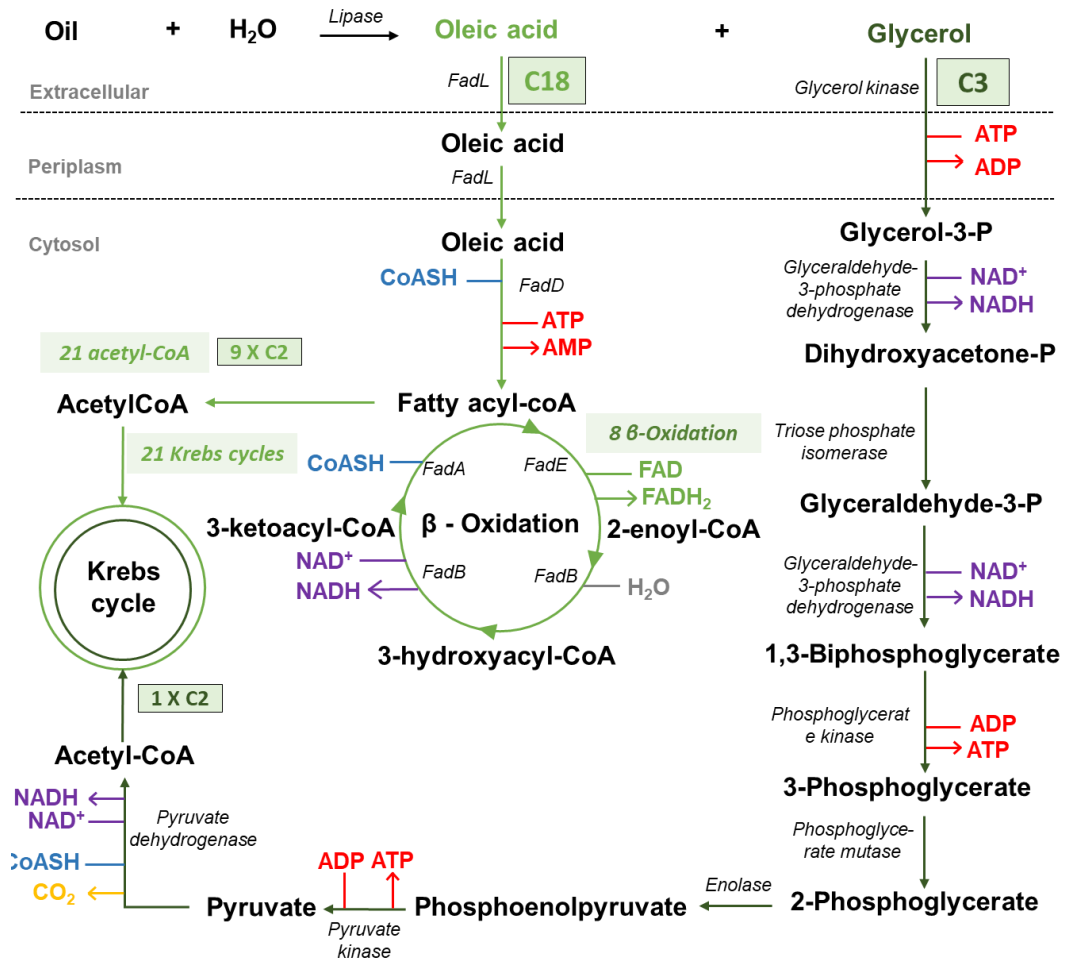 Oil + H₂O Lipase Oleic acid + Glycerol
FadL C18
Glycerol kinase C3
Extracellular
ATP
Oleic acid
Periplasm
ADP
FadL
Glycerol-3-P
Cytosol
Oleic acid
CoASH FadD
Glyceraldehyde-
3-phosphate
dehydrogenase
NAD⁺
NADH
ATP
AMP
21 acetyl-CoA 9 X C2
Dihydroxyacetone-P
AcetylCoA
Fatty acyl-coA
21 Krebs cycles
8 β-Oxidation
Triose phosphate
isomerase
CoASH FadA
FadE FAD
FADH₂
Glyceraldehyde-3-P
3-ketoacyl-CoA
β - Oxidation
2-enoyl-CoA
Krebs
cycle
NAD⁺
NADH
FadB
FadB H₂O
Glyceraldehyde-
3-phosphate
dehydrogenase
NAD⁺
NADH
3-hydroxyacyl-CoA
1,3-Biphosphoglycerate
1 X C2
Phosphoglycerat
e kinase
ADP
ATP
Acetyl-CoA
3-Phosphoglycerate
NADH
NAD⁺
Pyruvate
dehydrogenase
Phosphoglyce-
rate mutase
CoASH
CO₂
ADP ATP
Enolase
Pyruvate
Phosphoenolpyruvate
2-Phosphoglycerate
Pyruvate
kinase